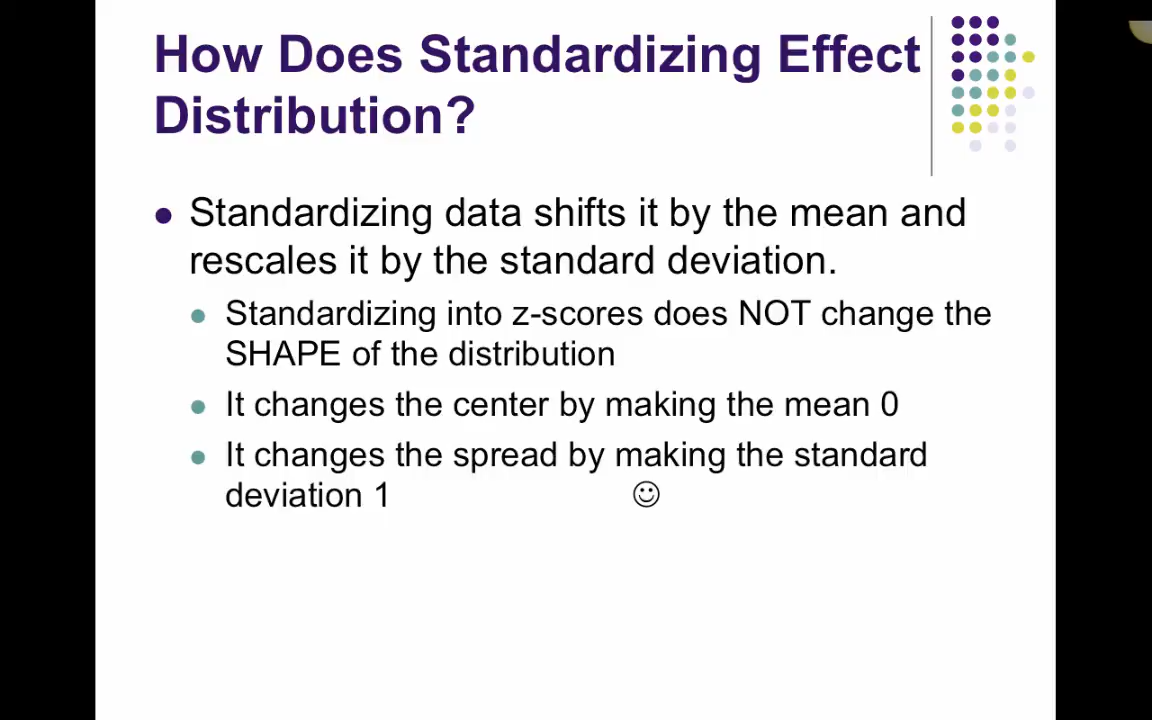 How Does Standardizing Effect
Distribution?
Standardizing data shifts it by the mean and
rescales it by the standard deviation.
Standardizing into z-scores does NOT change the
SHAPE of the distribution
It changes the center by making the mean 0
It changes the spread by making the standard
deviation 1 ☺